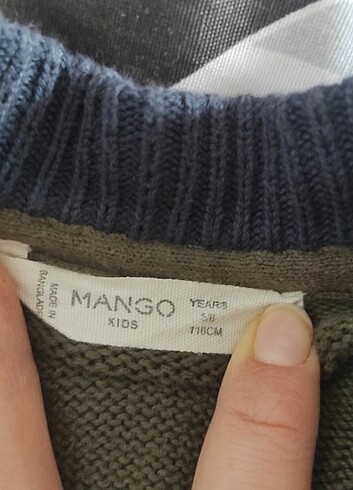 MADE IN
BANGLADESH
MANGO
KIDS
YEARS
5/6
116CM